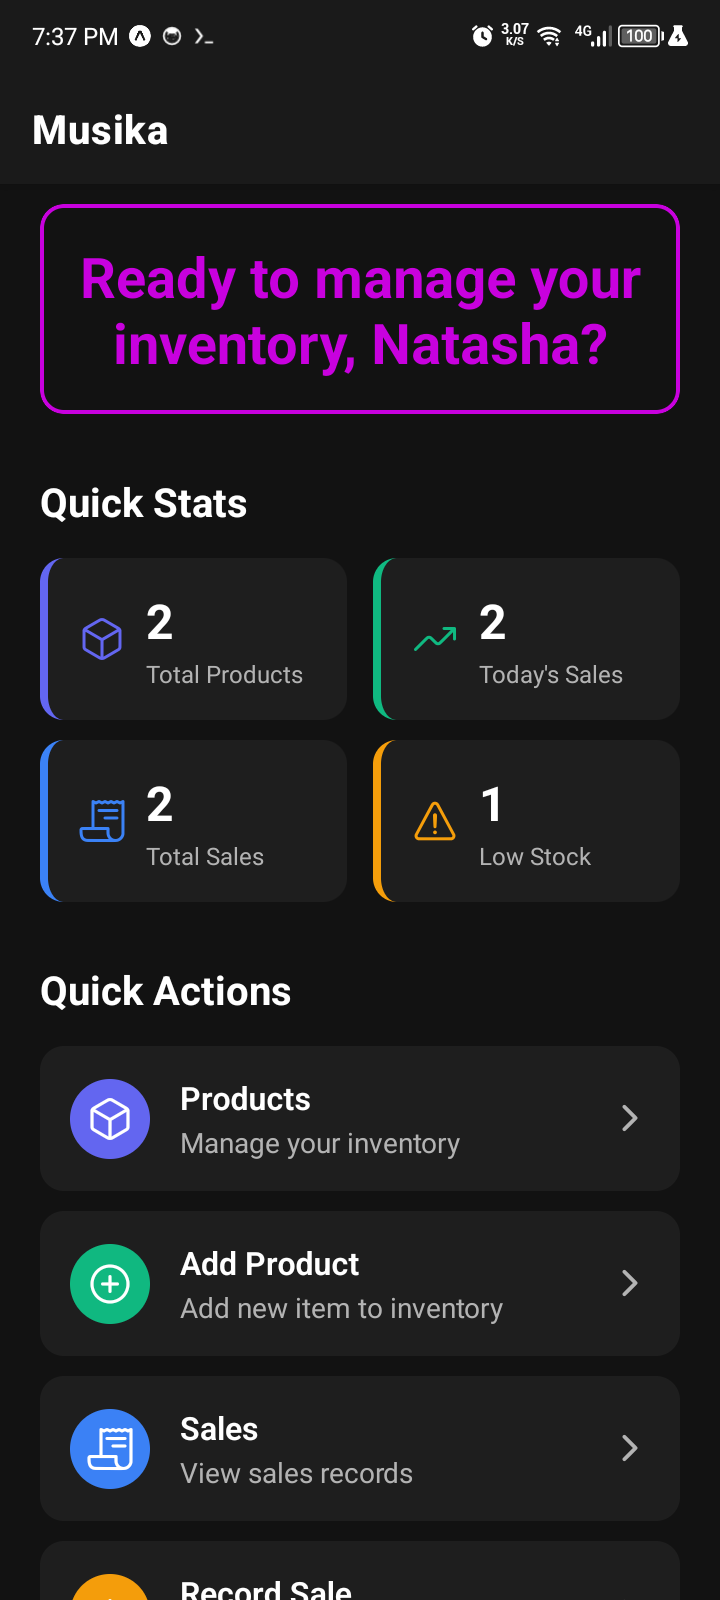 7:37 PM
3.07 K/S 4G 100
Musika
Ready to manage your
inventory, Natasha?
Quick Stats
2
Total Products
2
Today's Sales
2
Total Sales
1
Low Stock
Quick Actions
Products
Manage your inventory
Add Product
Add new item to inventory
Sales
View sales records
Record Sale